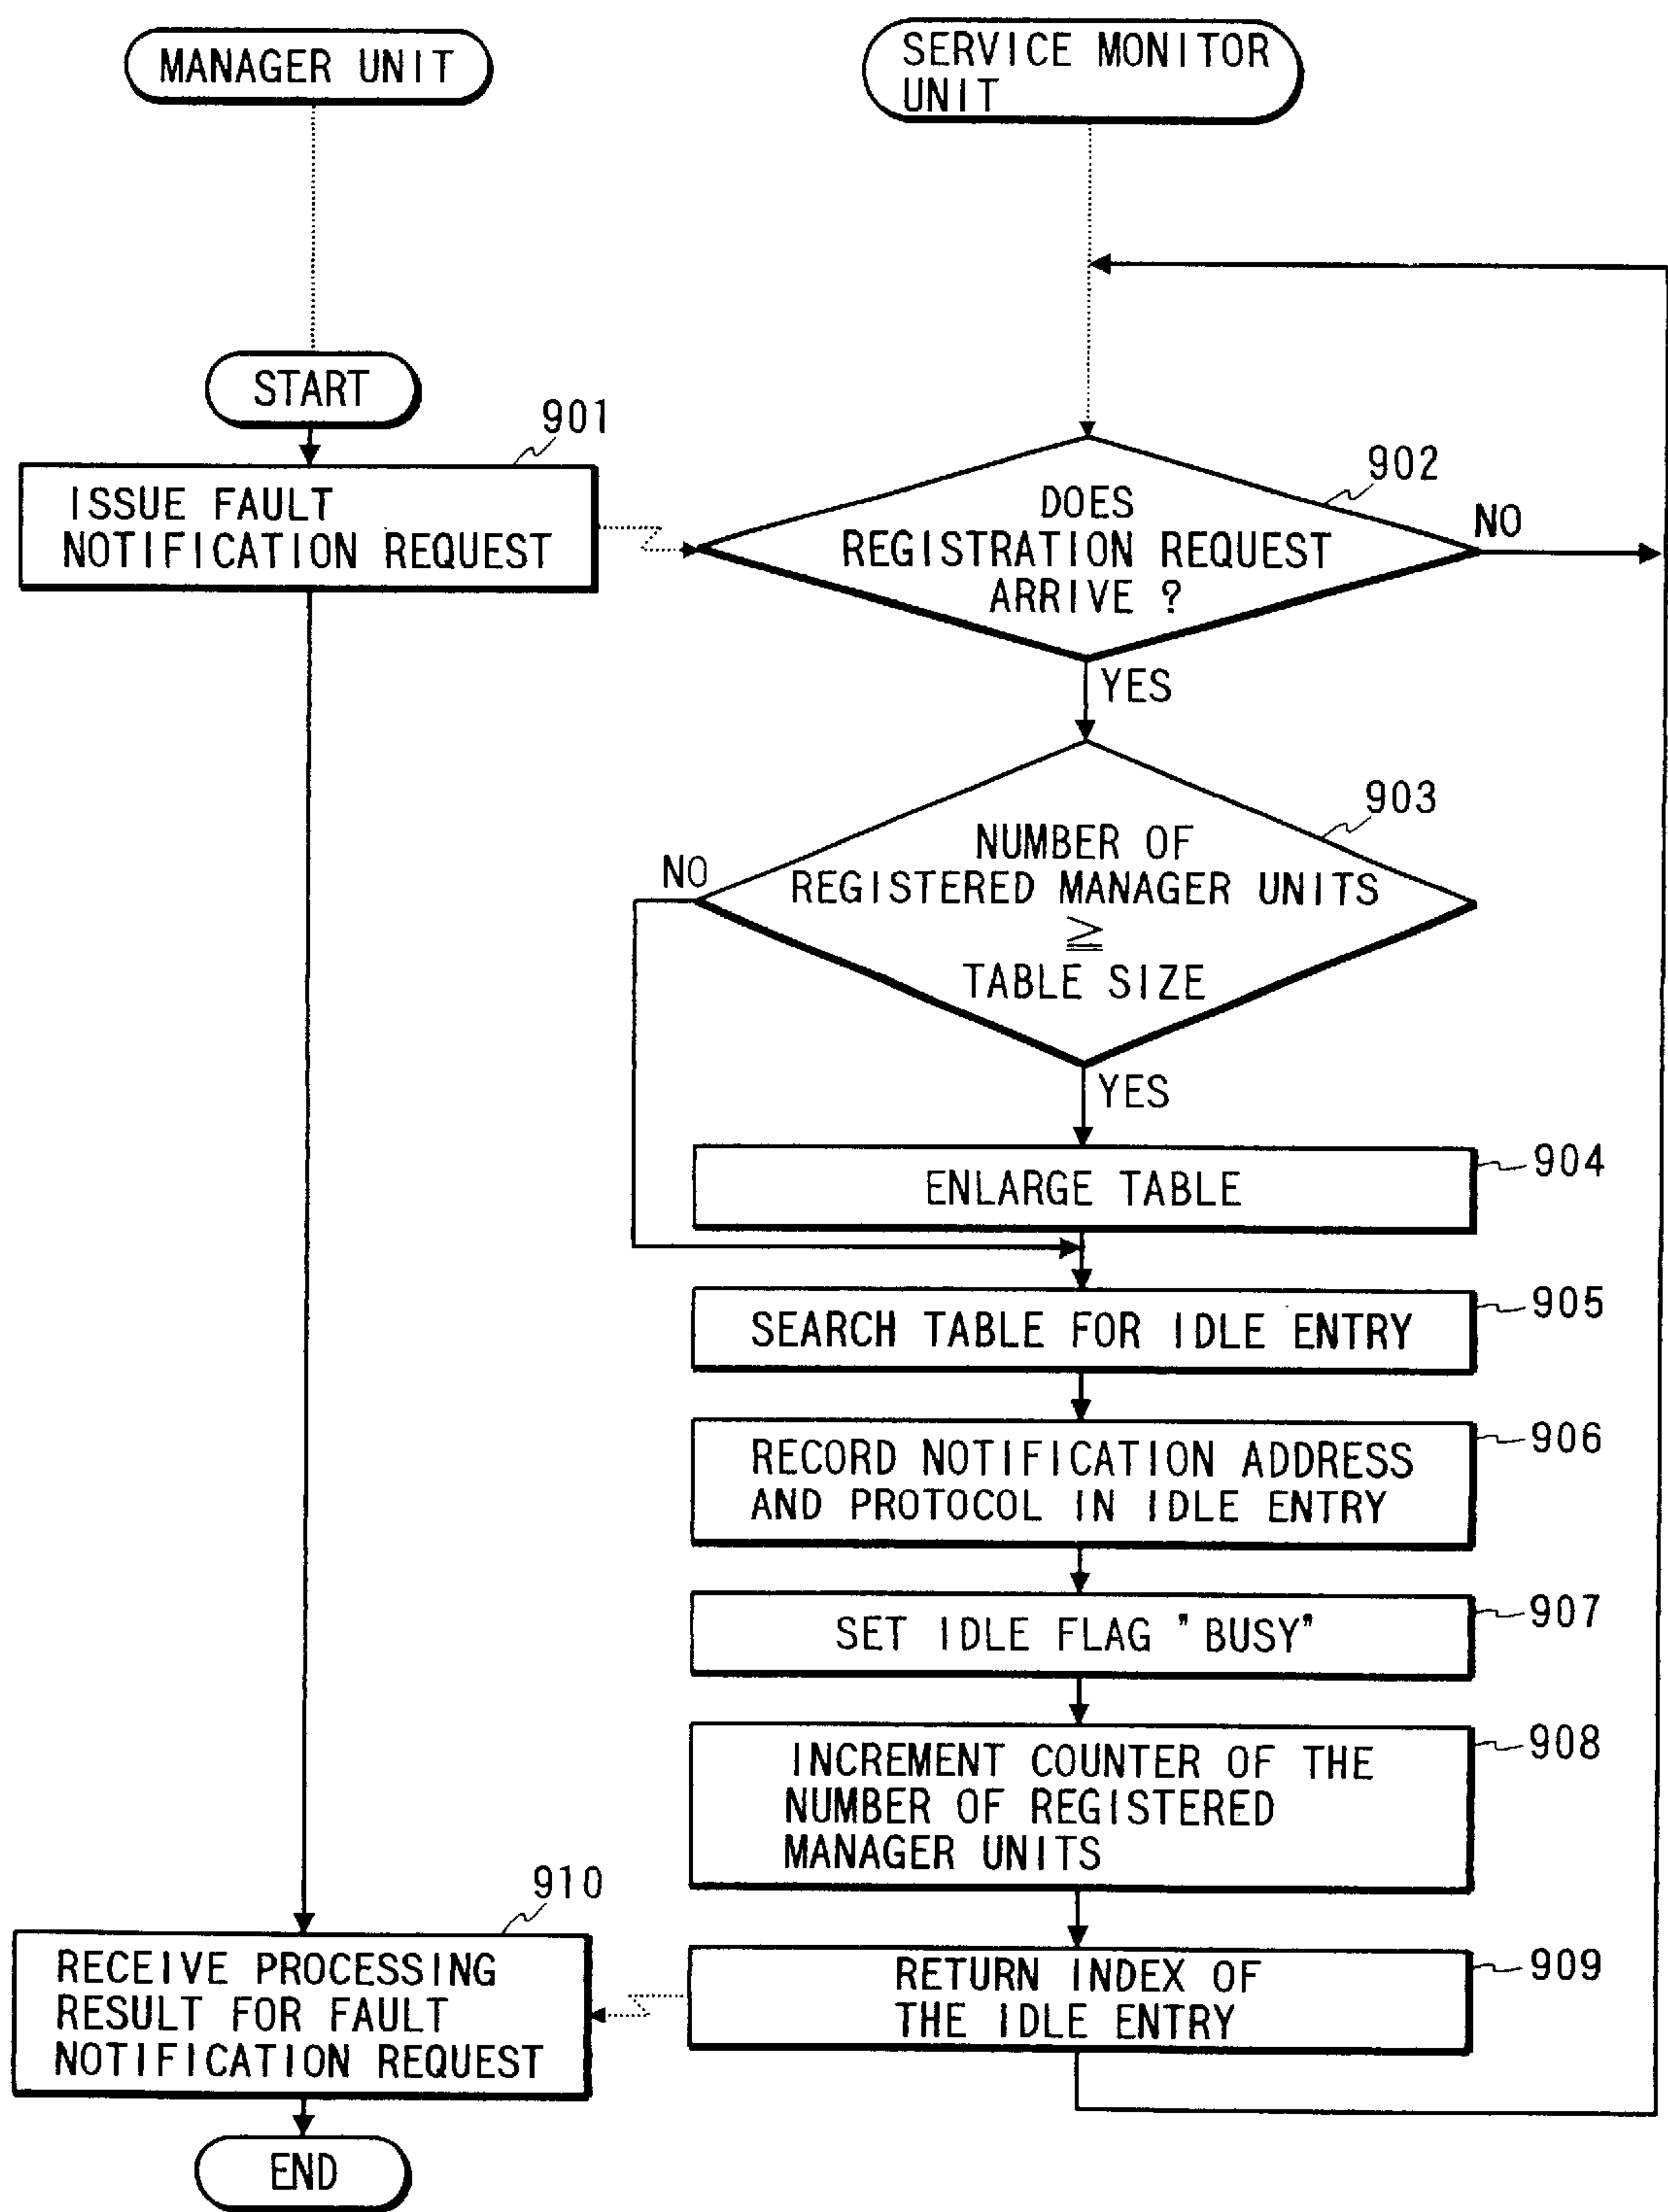 MANAGER UNIT
SERVICE MONITOR
UNIT
START
901
ISSUE FAULT
NOTIFICATION REQUEST
902
DOES
REGISTRATION REQUEST
ARRIVE ?
NO
YES
903
NUMBER OF
REGISTERED MANAGER UNITS
≧
TABLE SIZE
NO
YES
ENLARGE TABLE
904
SEARCH TABLE FOR IDLE ENTRY
905
RECORD NOTIFICATION ADDRESS
AND PROTOCOL IN IDLE ENTRY
906
SET IDLE FLAG "BUSY"
907
INCREMENT COUNTER OF THE
NUMBER OF REGISTERED
MANAGER UNITS
908
RETURN INDEX OF
THE IDLE ENTRY
909
910
RECEIVE PROCESSING
RESULT FOR FAULT
NOTIFICATION REQUEST
END